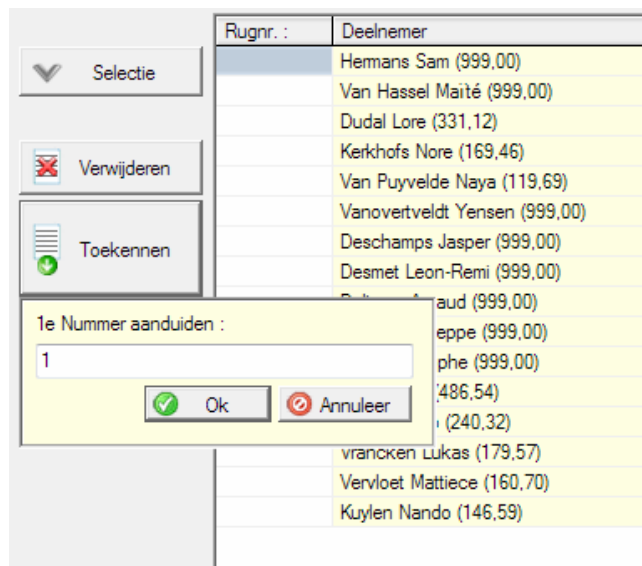 Rugnr. : Deelnemer
Selectie
Verwijderen
Toekennen
Hermans Sam (999,00)
Van Hassel Maïté (999,00)
Dudal Lore (331,12)
Kerkhofs Nore (169,46)
Van Puyvelde Naya (119,69)
Vanovertveldt Yensen (999,00)
Deschamps Jasper (999,00)
Desmet Leon-Remi (999,00)
aud (999,00)
eppe (999,00)
phe (999,00)
(486,54)
(240,32)
Vrancken Lukas (179,57)
Vervloet Mattiece (160,70)
Kuylen Nando (146,59)
1e Nummer aanduiden :
1
Ok Annuleer